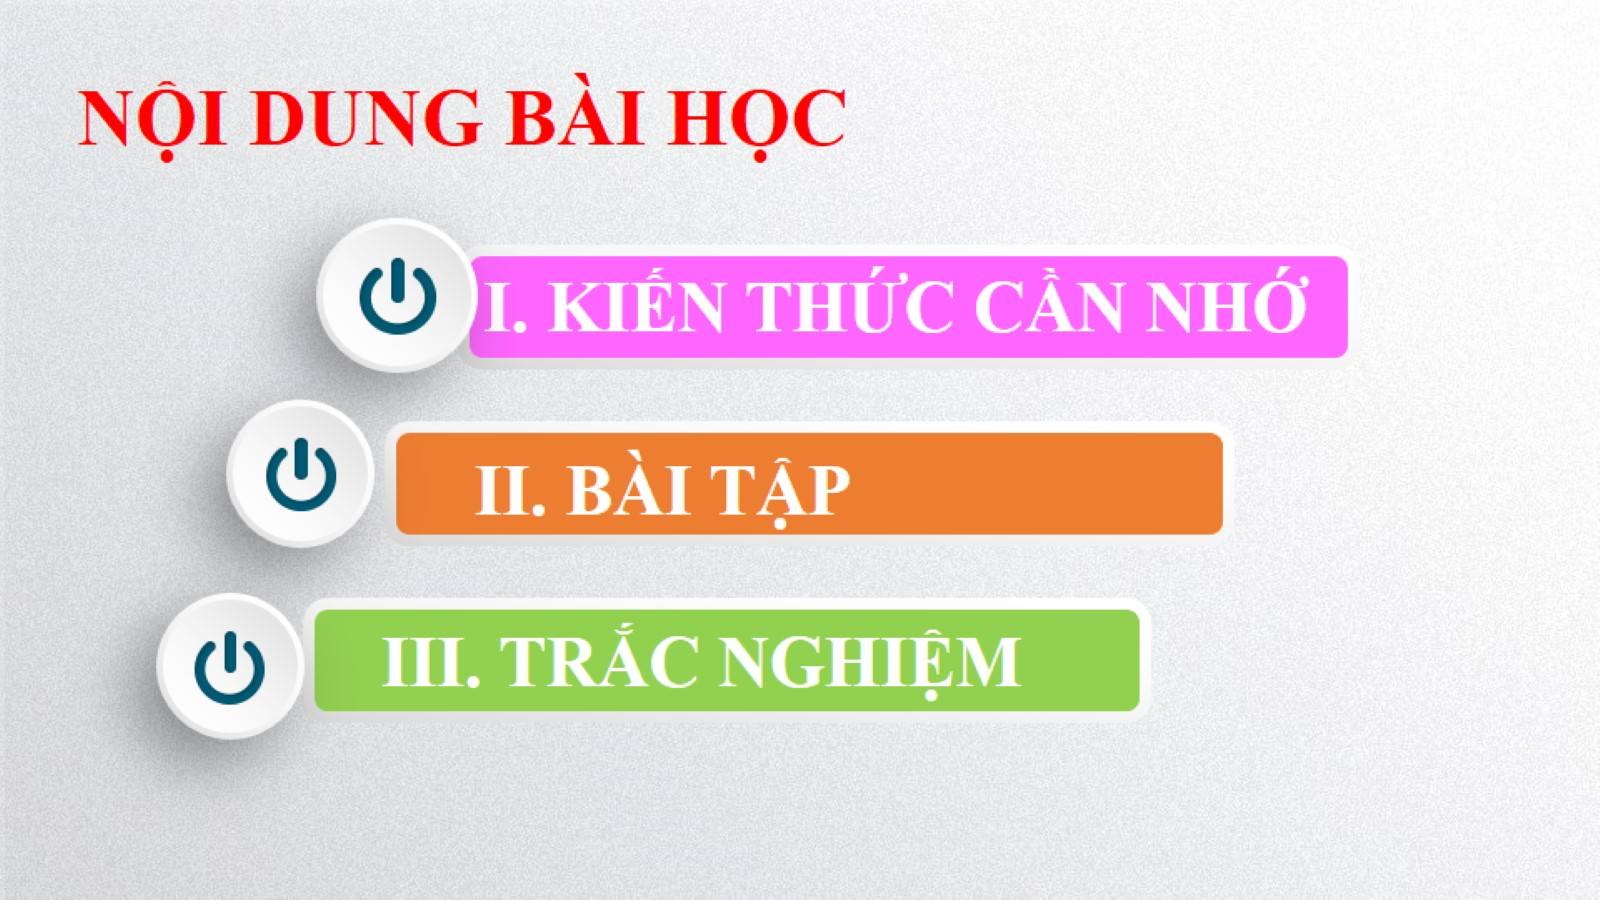 NỘI DUNG BÀI HỌC
I. KIẾN THỨC CẦN NHỚ
II. BÀI TẬP
III. TRẮC NGHIỆM